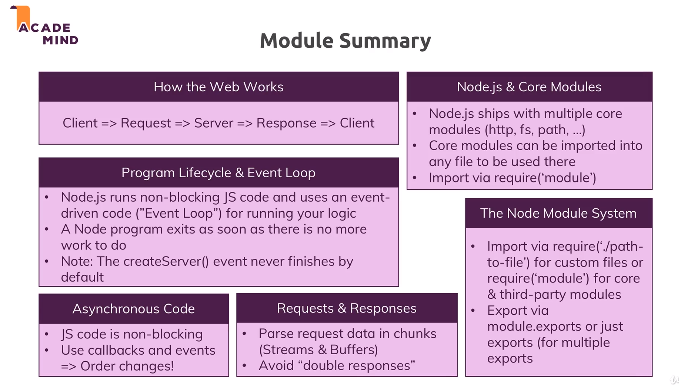 ACADE
MIND
Module Summary
How the Web Works
Client => Request => Server => Response => Client
Program Lifecycle & Event Loop
• Node.js runs non-blocking JS code and uses an event-
driven code ("Event Loop") for running your logic
• A Node program exits as soon as there is no more
work to do
• Note: The createServer() event never finishes by
default
Asynchronous Code
• JS code is non-blocking
• Use callbacks and events
=> Order changes!
Requests & Responses
• Parse request data in chunks
(Streams & Buffers)
• Avoid “double responses”
Node.js & Core Modules
• Node.js ships with multiple core
modules (http, fs, path, …)
• Core modules can be imported into
any file to be used there
• Import via require(‘module’)
The Node Module System
• Import via require(‘./path-
to-file’) for custom files or
require(‘module’) for core
& third-party modules
• Export via
module.exports or just
exports (for multiple
exports